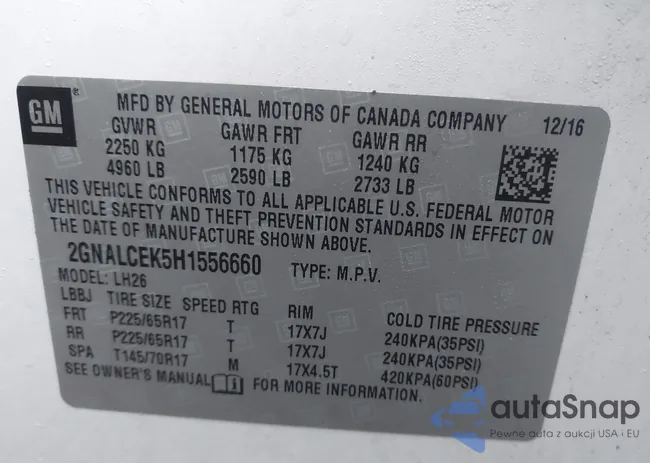 GM
®
MFD BY GENERAL MOTORS OF CANADA COMPANY 12/16
GVWR GAWR FRT GAWR RR
2250 KG 1175 KG 1240 KG
4960 LB 2590 LB 2733 LB
THIS VEHICLE CONFORMS TO ALL APPLICABLE U.S. FEDERAL MOTOR
VEHICLE SAFETY AND THEFT PREVENTION STANDARDS IN EFFECT ON
THE DATE OF MANUFACTURE SHOWN ABOVE.
2GNALCEK5H1556660 TYPE: M.P.V.
MODEL: LH26
LBBJ TIRE SIZE SPEED RTG RIM COLD TIRE PRESSURE
FRT P225/65R17 T 17X7J 240KPA(35PSI)
RR P225/65R17 T 17X7J 240KPA(35PSI)
SPA T145/70R17 M 17X4.5T 420KPA(60PSI)
SEE OWNER'S MANUAL FOR MORE INFORMATION.
autaSnap
Pewne auta z aukcji USA i EU